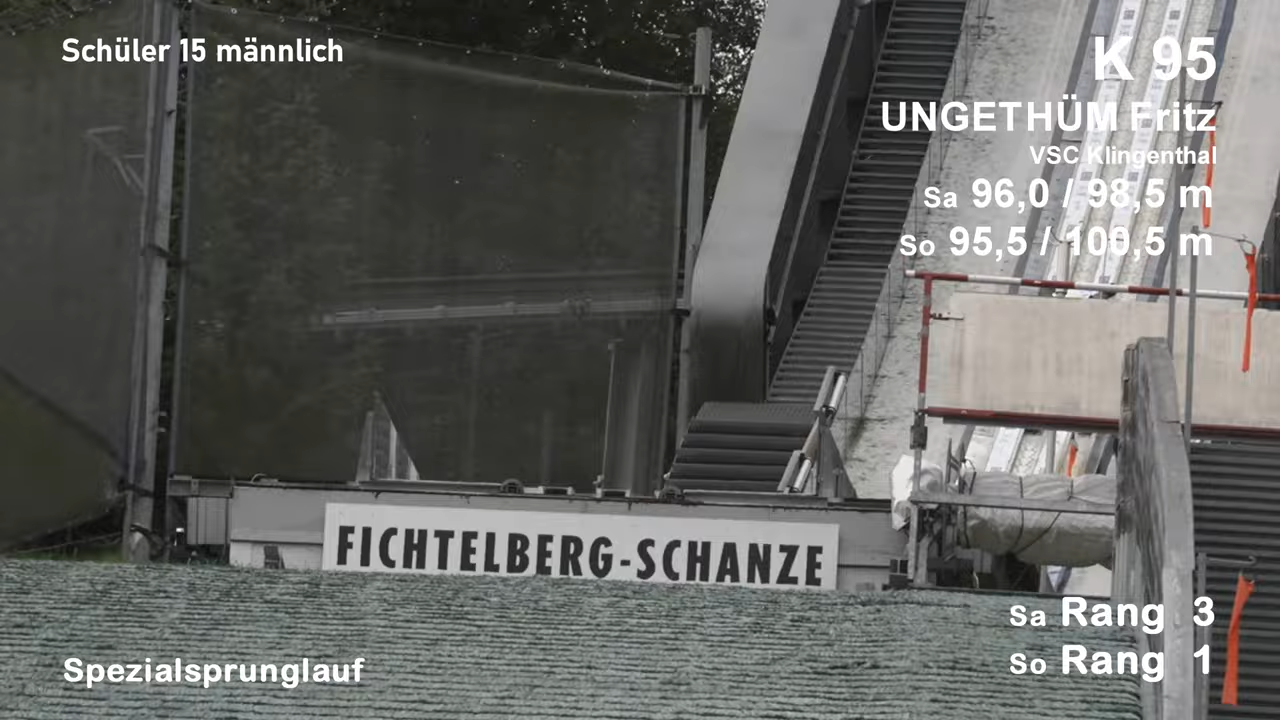 Schüler 15 männlich
K 95
UNGETHÜM Fritz
VSC Klingenthal
Sa 96,0 / 98,5 m
So 95,5 / 100,5 m
FICHTELBERG-SCHANZE
Sa Rang 3
So Rang 1
Spezialsprunglauf